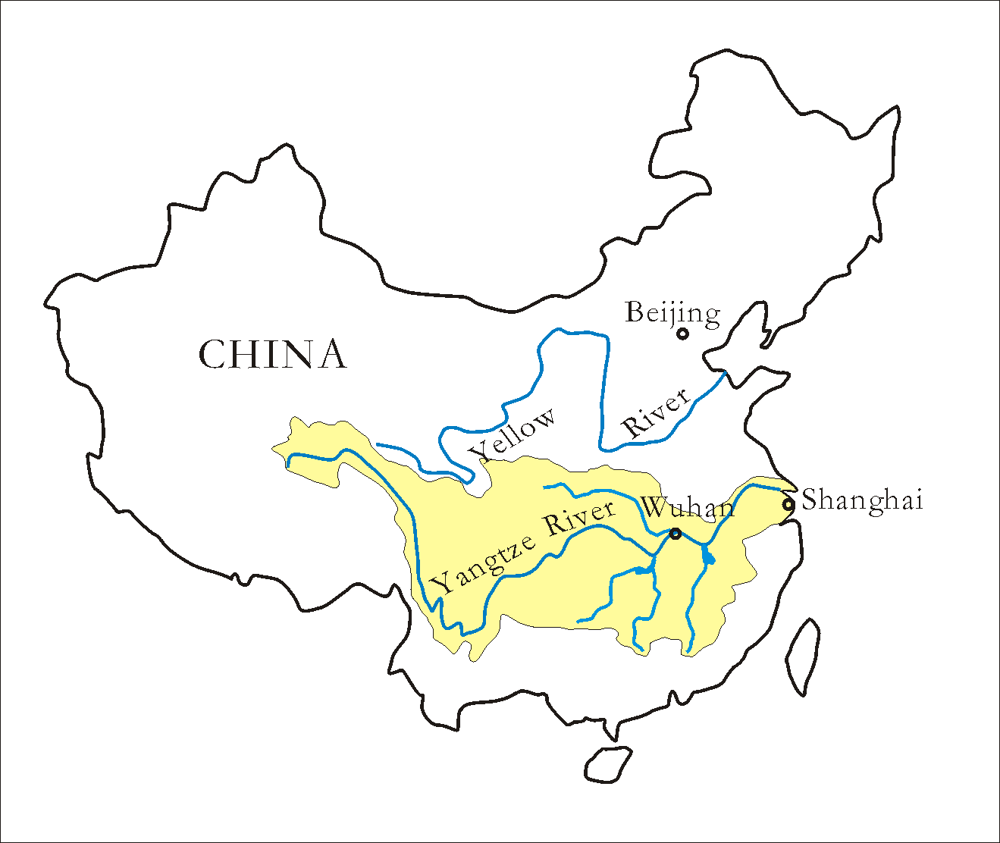 Beijing
CHINA
Yellow River
Wuhan
Shanghai
Yangtze River